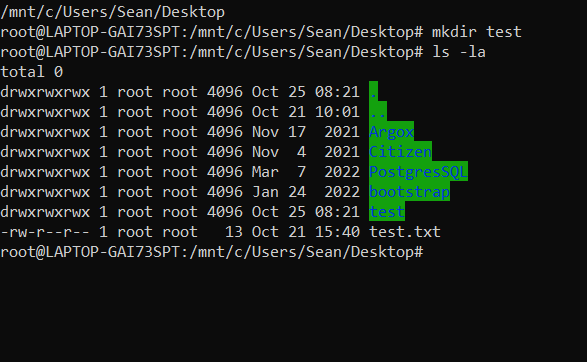 /mnt/c/Users/Sean/Desktop
root@LAPTOP-GAI73SPT:/mnt/c/Users/Sean/Desktop# mkdir test
root@LAPTOP-GAI73SPT:/mnt/c/Users/Sean/Desktop# ls -la
total 0
drwxrwxrwx 1 root root 4096 Oct 25 08:21 .
drwxrwxrwx 1 root root 4096 Oct 21 10:01 ..
drwxrwxrwx 1 root root 4096 Nov 17  2021 Argox
drwxrwxrwx 1 root root 4096 Nov  4  2021 Citizen
drwxrwxrwx 1 root root 4096 Mar  7  2022 PostgresSQL
drwxrwxrwx 1 root root 4096 Jan 24  2022 bootstrap
drwxrwxrwx 1 root root 4096 Oct 25 08:21 test
-rw-r--r-- 1 root root   13 Oct 21 15:40 test.txt
root@LAPTOP-GAI73SPT:/mnt/c/Users/Sean/Desktop#